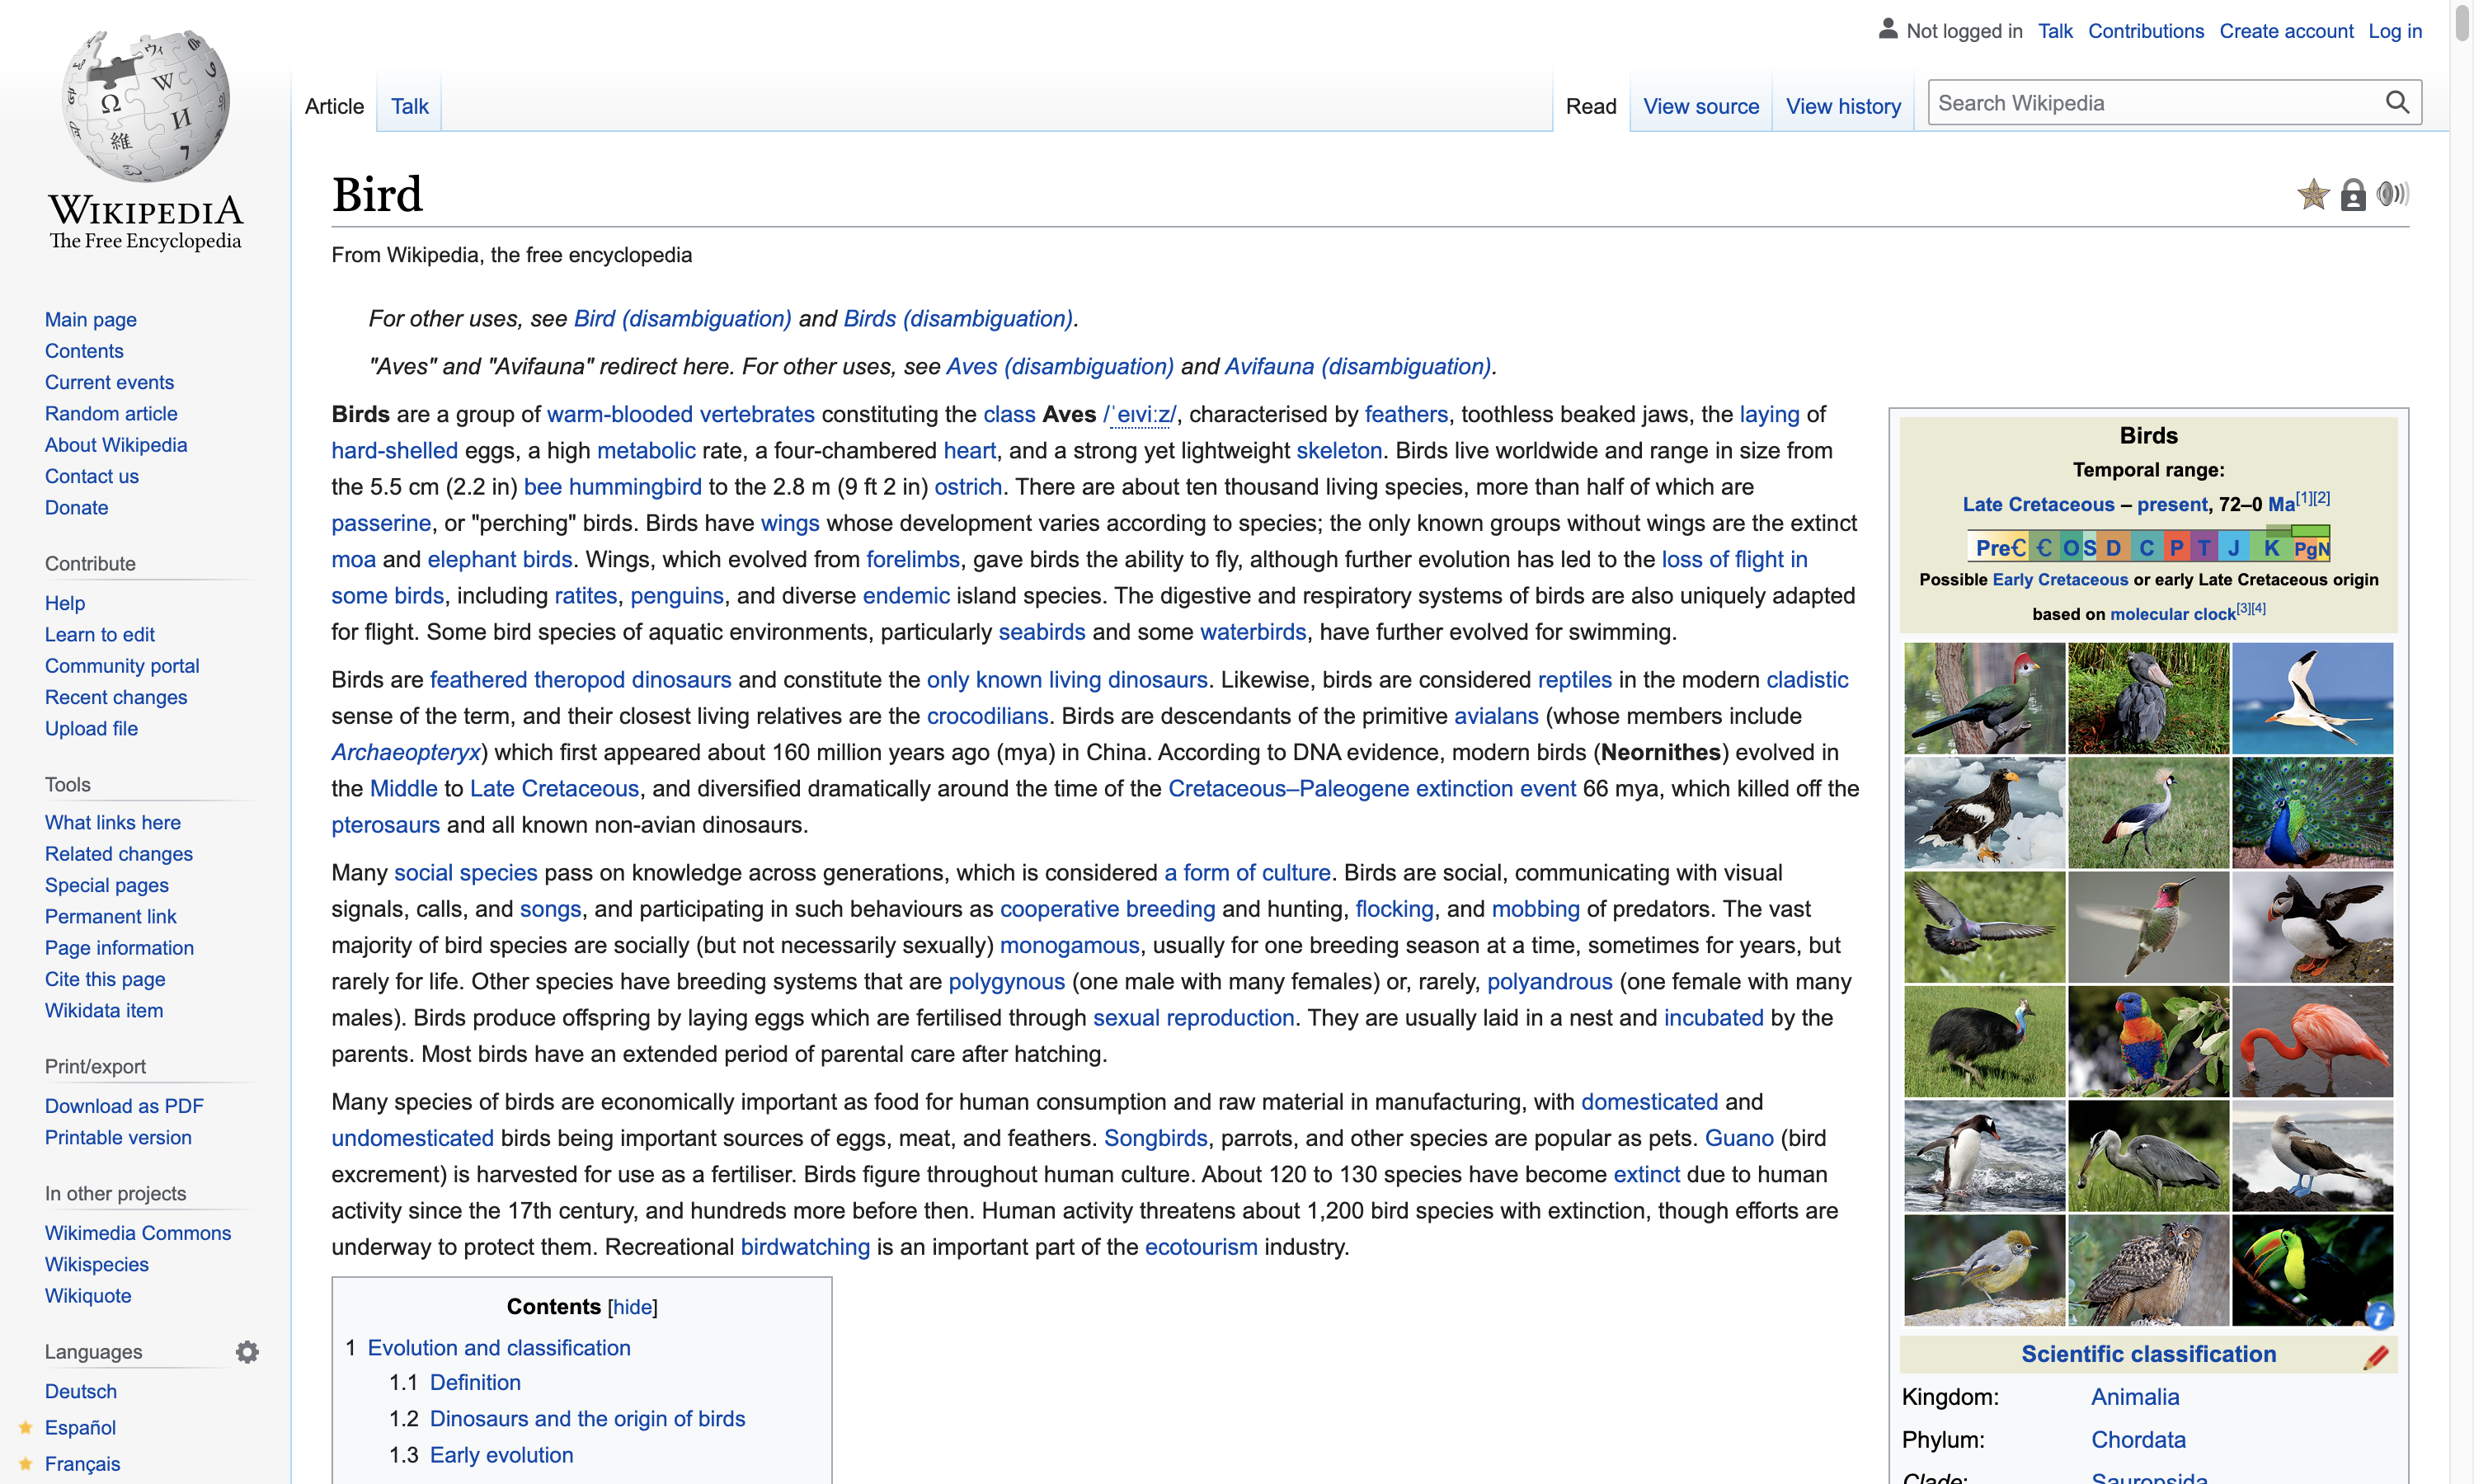 Not logged in Talk Contributions Create account Log in
Article Talk Read View source View history Search Wikipedia
WIKIPEDIA
The Free Encyclopedia
Main page
Contents
Current events
Random article
About Wikipedia
Contact us
Donate
Contribute
Help
Learn to edit
Community portal
Recent changes
Upload file
Tools
What links here
Related changes
Special pages
Permanent link
Page information
Cite this page
Wikidata item
Print/export
Download as PDF
Printable version
In other projects
Wikimedia Commons
Wikispecies
Wikiquote
Languages
Deutsch
Español
Français
Bird
From Wikipedia, the free encyclopedia
For other uses, see Bird (disambiguation) and Birds (disambiguation).
"Aves" and "Avifauna" redirect here. For other uses, see Aves (disambiguation) and Avifauna (disambiguation).
Birds are a group of warm-blooded vertebrates constituting the class Aves /ˈeɪviːz/, characterised by feathers, toothless beaked jaws, the laying of
hard-shelled eggs, a high metabolic rate, a four-chambered heart, and a strong yet lightweight skeleton. Birds live worldwide and range in size from
the 5.5 cm (2.2 in) bee hummingbird to the 2.8 m (9 ft 2 in) ostrich. There are about ten thousand living species, more than half of which are
passerine, or "perching" birds. Birds have wings whose development varies according to species; the only known groups without wings are the extinct
moa and elephant birds. Wings, which evolved from forelimbs, gave birds the ability to fly, although further evolution has led to the loss of flight in
some birds, including ratites, penguins, and diverse endemic island species. The digestive and respiratory systems of birds are also uniquely adapted
for flight. Some bird species of aquatic environments, particularly seabirds and some waterbirds, have further evolved for swimming.
Birds are feathered theropod dinosaurs and constitute the only known living dinosaurs. Likewise, birds are considered reptiles in the modern cladistic
sense of the term, and their closest living relatives are the crocodilians. Birds are descendants of the primitive avialans (whose members include
Archaeopteryx) which first appeared about 160 million years ago (mya) in China. According to DNA evidence, modern birds (Neornithes) evolved in
the Middle to Late Cretaceous, and diversified dramatically around the time of the Cretaceous–Paleogene extinction event 66 mya, which killed off the
pterosaurs and all known non-avian dinosaurs.
Many social species pass on knowledge across generations, which is considered a form of culture. Birds are social, communicating with visual
signals, calls, and songs, and participating in such behaviours as cooperative breeding and hunting, flocking, and mobbing of predators. The vast
majority of bird species are socially (but not necessarily sexually) monogamous, usually for one breeding season at a time, sometimes for years, but
rarely for life. Other species have breeding systems that are polygynous (one male with many females) or, rarely, polyandrous (one female with many
males). Birds produce offspring by laying eggs which are fertilised through sexual reproduction. They are usually laid in a nest and incubated by the
parents. Most birds have an extended period of parental care after hatching.
Many species of birds are economically important as food for human consumption and raw material in manufacturing, with domesticated and
undomesticated birds being important sources of eggs, meat, and feathers. Songbirds, parrots, and other species are popular as pets. Guano (bird
excrement) is harvested for use as a fertiliser. Birds figure throughout human culture. About 120 to 130 species have become extinct due to human
activity since the 17th century, and hundreds more before then. Human activity threatens about 1,200 bird species with extinction, though efforts are
underway to protect them. Recreational birdwatching is an important part of the ecotourism industry.
Contents [hide]
1 Evolution and classification
1.1 Definition
1.2 Dinosaurs and the origin of birds
1.3 Early evolution
Birds
Temporal range:
Late Cretaceous – present, 72–0 Ma[1][2]
PreꞒ Ꞓ O S D C P T J K PgN
Possible Early Cretaceous or early Late Cretaceous origin
based on molecular clock[3][4]
Scientific classification
Kingdom: Animalia
Phylum: Chordata
Clade: Sauropsida